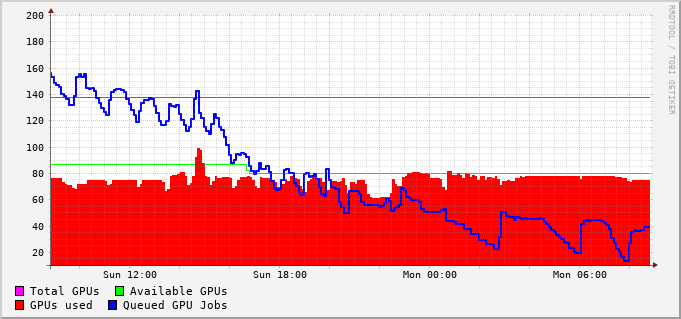 200
180
160
140
120
100
80
60
40
20
Sun 12:00 Sun 18:00 Mon 00:00 Mon 06:00
Total GPUs Available GPUs
GPUs used Queued GPU Jobs
RRDTOOL / TOBI OETIKER